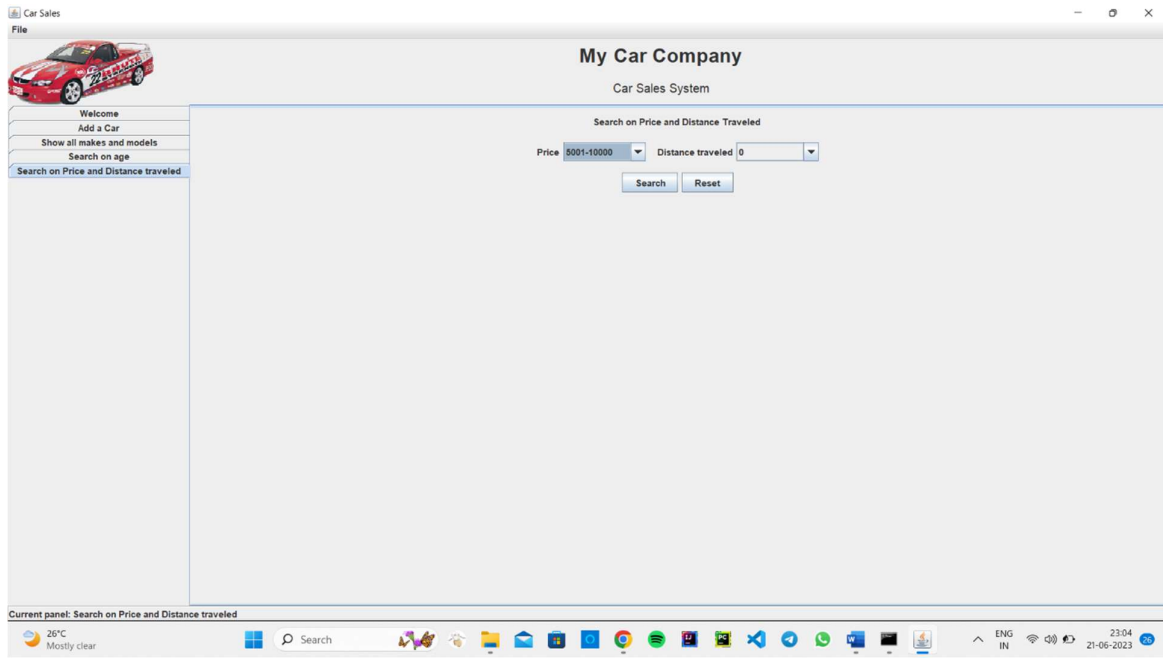 Car Sales
File
My Car Company
Car Sales System
Welcome
Add a Car
Show all makes and models
Search on age
Search on Price and Distance traveled
Search on Price and Distance Traveled
Price 5001-10000 Distance traveled 0
Search Reset
Current panel: Search on Price and Distance traveled
26°C
Mostly clear
Search
ENG
IN
23:04
21-06-2023
26